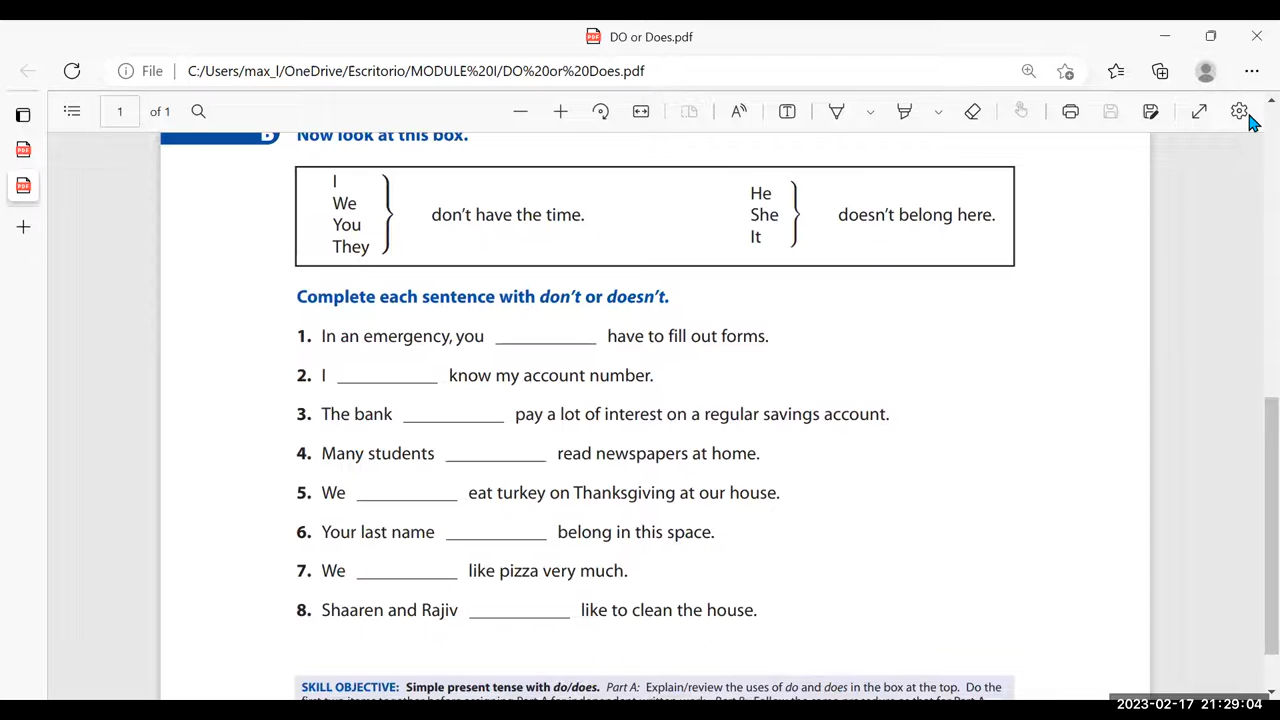 DO or Does.pdf
File C:/Users/max_l/OneDrive/Escritorio/MODULE%20I/DO%20or%20Does.pdf
1 of 1
B Now look at this box.
I
We
You
They
don't have the time.
He
She
It
doesn't belong here.
Complete each sentence with don't or doesn't.
1. In an emergency, you ___________ have to fill out forms.
2. I ___________ know my account number.
3. The bank ___________ pay a lot of interest on a regular savings account.
4. Many students ___________ read newspapers at home.
5. We ___________ eat turkey on Thanksgiving at our house.
6. Your last name ___________ belong in this space.
7. We ___________ like pizza very much.
8. Shaaren and Rajiv ___________ like to clean the house.
SKILL OBJECTIVE: Simple present tense with do/does. Part A: Explain/review the uses of do and does in the box at the top. Do the
2023-02-17 21:29:04